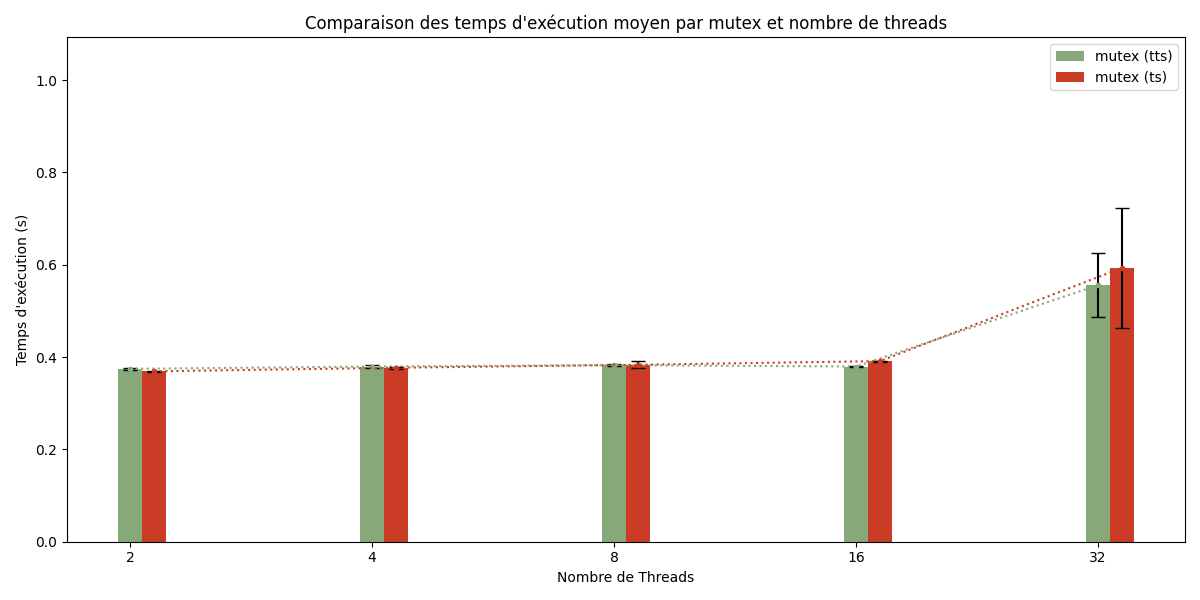 Comparaison des temps d'exécution moyen par mutex et nombre de threads
mutex (tts)
mutex (ts)
Temps d'exécution (s)
1.0
0.8
0.6
0.4
0.2
0.0
2 4 8 16 32
Nombre de Threads